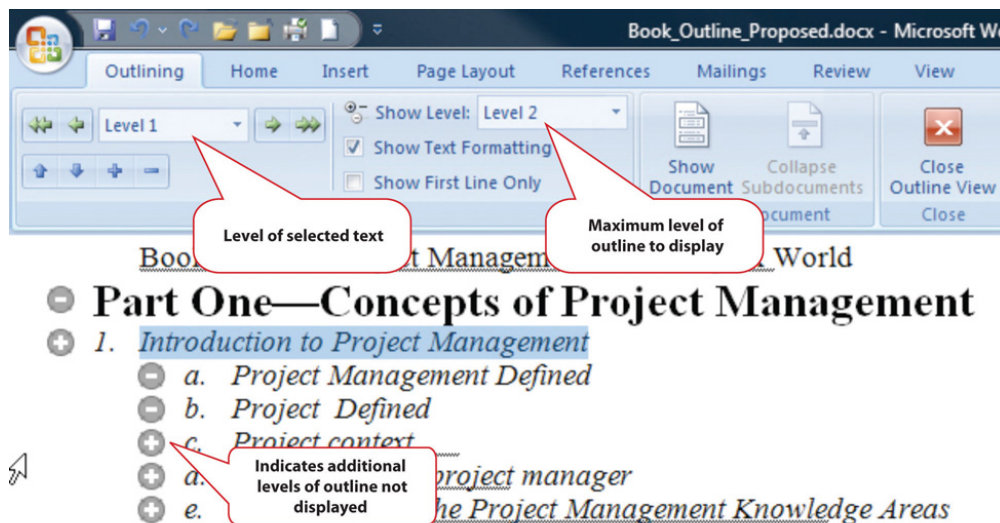 Book_Outline_Proposed.docx - Microsoft W
Outlining Home Insert Page Layout References Mailings Review View
Level 1
Show Level: Level 2
Show Text Formatting
Show First Line Only
Show Document
Collapse Subdocuments
Close Outline View
Close
Level of selected text
Maximum level of
outline to display
Managem World
Part One—Concepts of Project Management
1. Introduction to Project Management
a. Project Management Defined
b. Project Defined
c. Project context
d. project manager
e. the Project Management Knowledge Areas
Indicates additional
levels of outline not
displayed